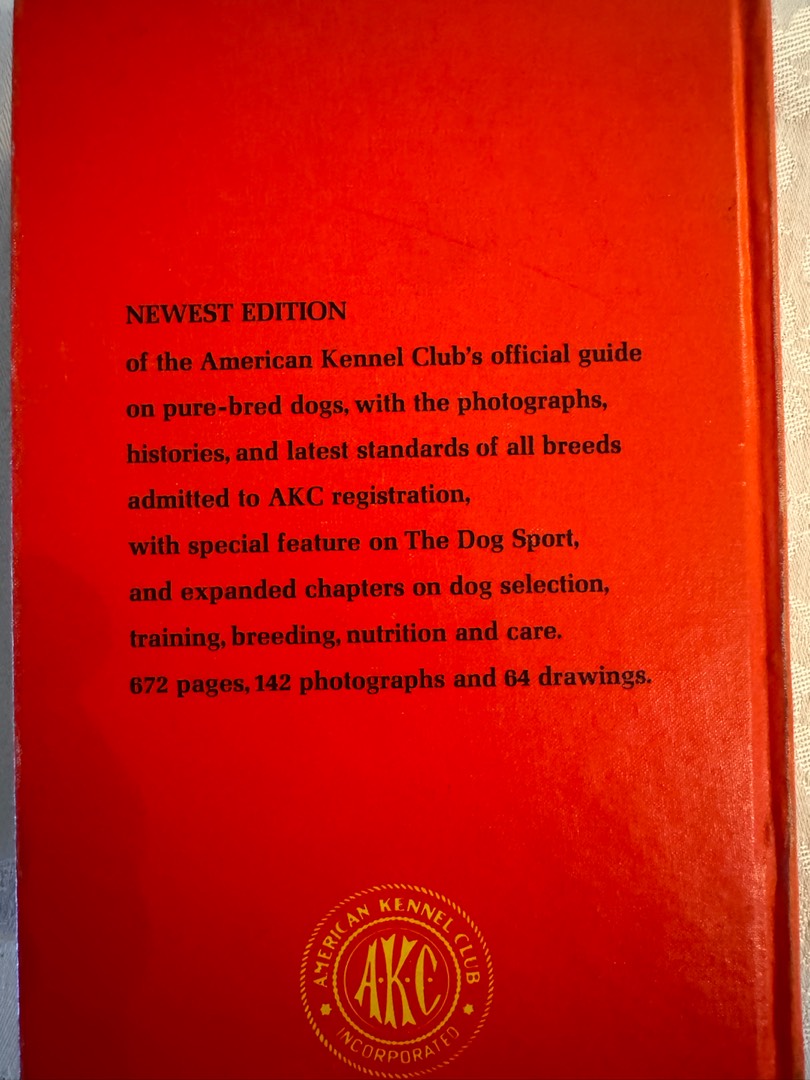 NEWEST EDITION
of the American Kennel Club's official guide
on pure-bred dogs, with the photographs,
histories, and latest standards of all breeds
admitted to AKC registration,
with special feature on The Dog Sport,
and expanded chapters on dog selection,
training, breeding, nutrition and care.
672 pages, 142 photographs and 64 drawings.
AMERICAN KENNEL CLUB
A·K·C
INCORPORATED